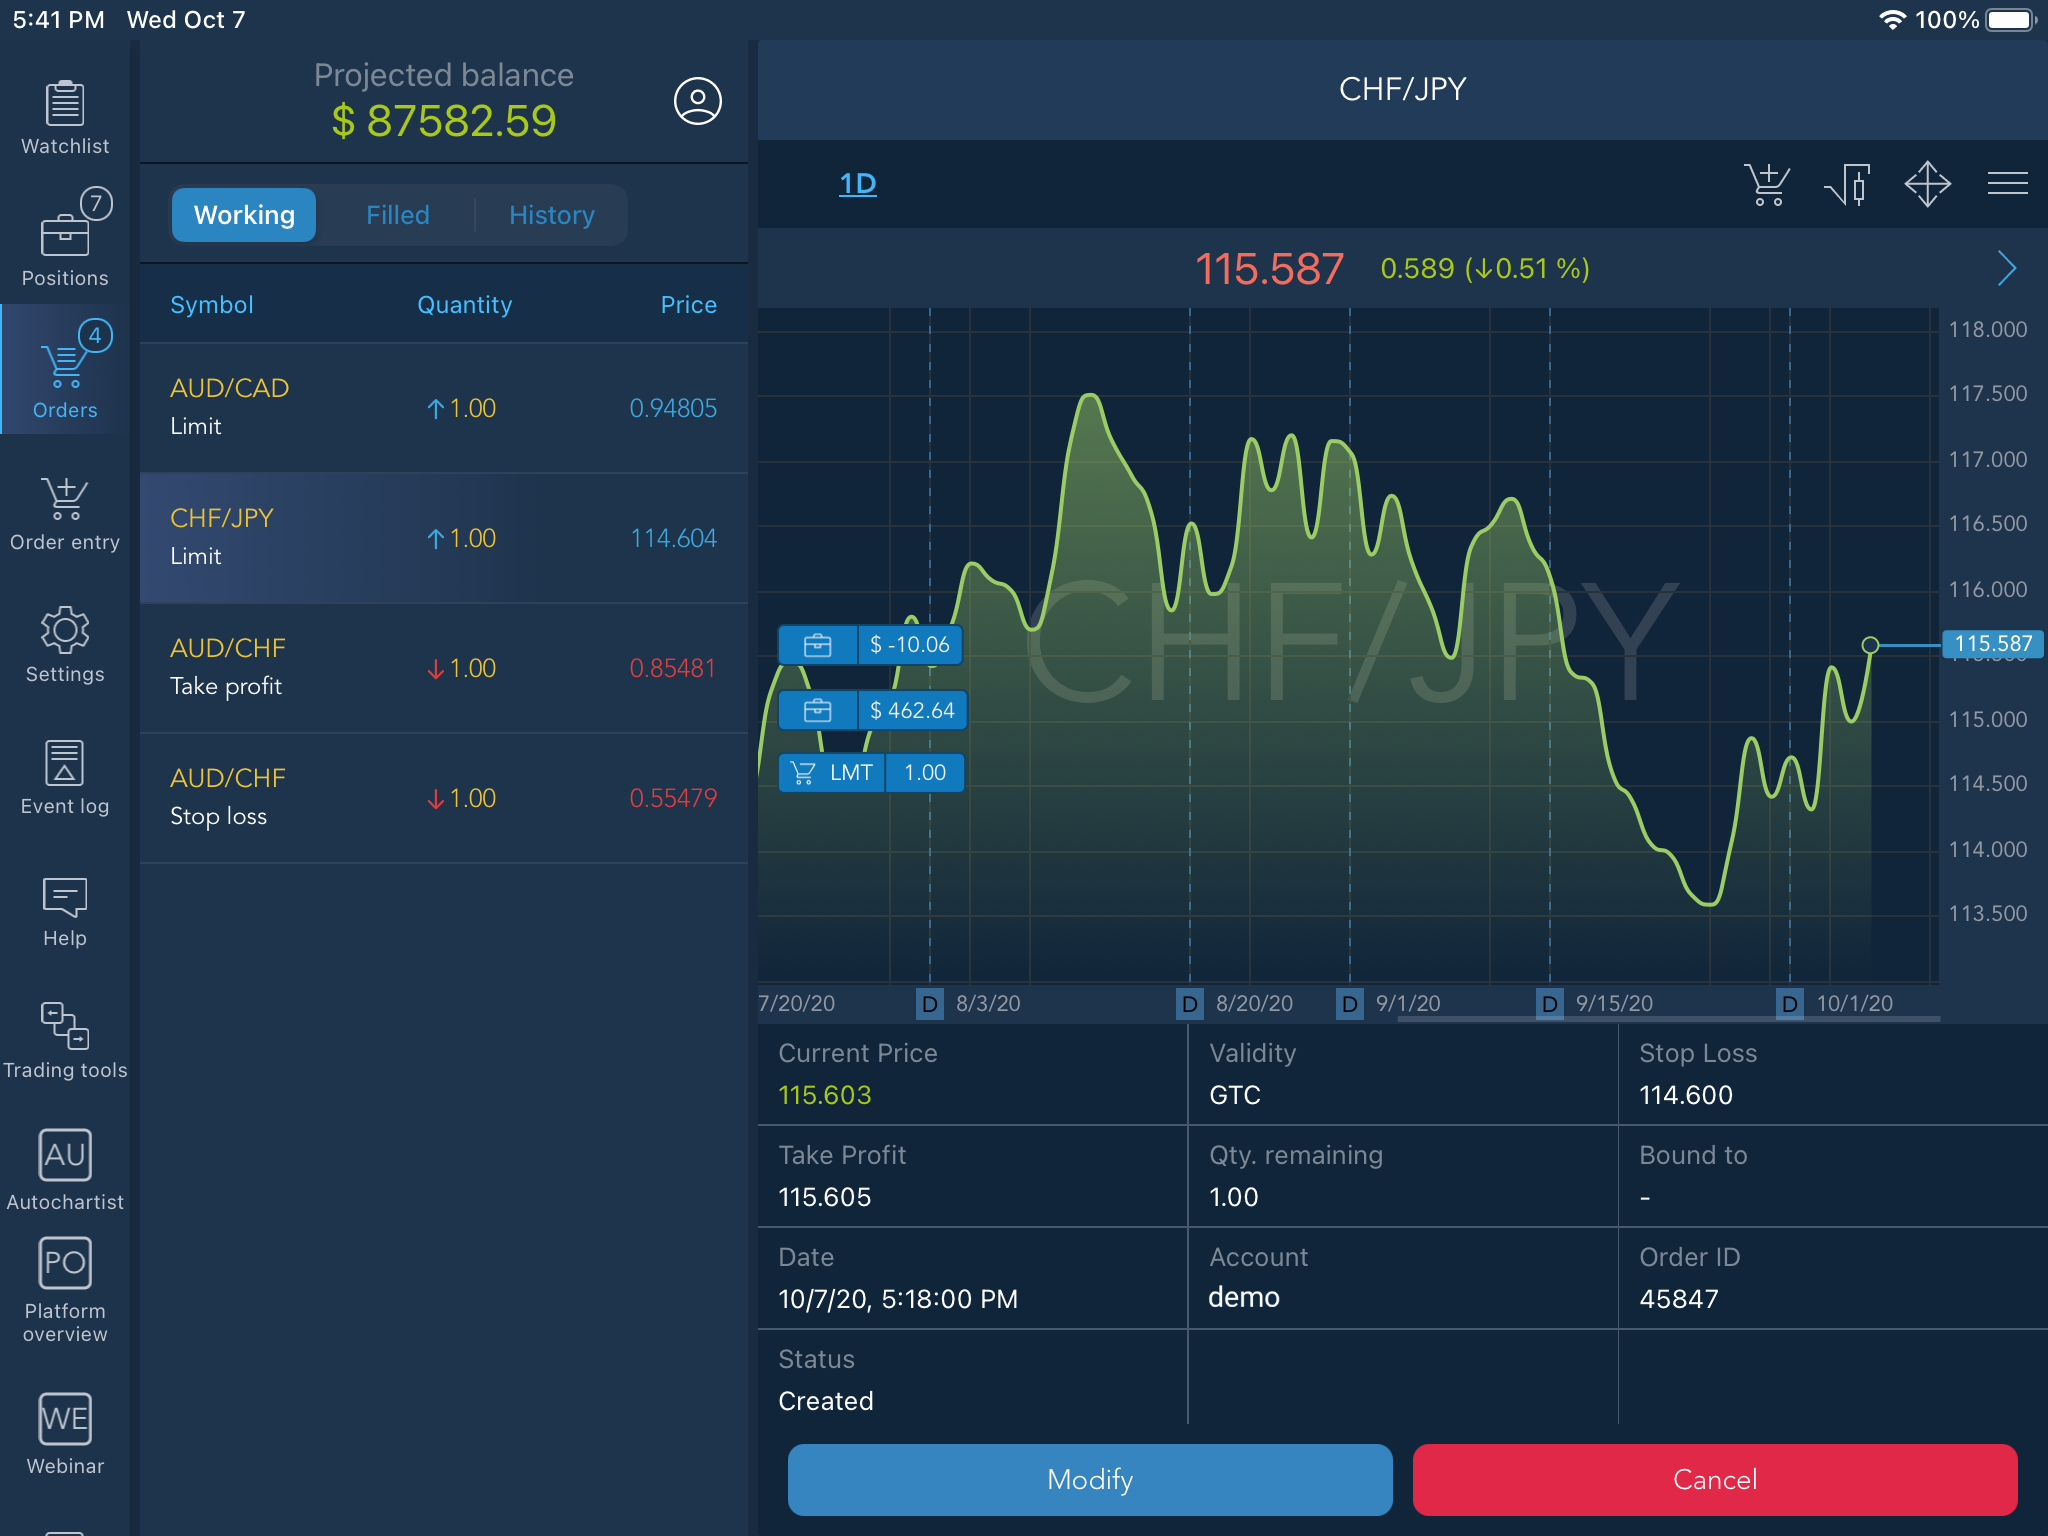 5:41 PM Wed Oct 7
100%
Watchlist
7
Positions
4
Orders
Order entry
Settings
Event log
Help
Trading tools
AU
Autochartist
PO
Platform
overview
WE
Webinar
Projected balance
$ 87582.59
Working Filled History
Symbol Quantity Price
AUD/CAD
Limit
↑1.00 0.94805
CHF/JPY
Limit
↑1.00 114.604
AUD/CHF
Take profit
↓1.00 0.85481
AUD/CHF
Stop loss
↓1.00 0.55479
CHF/JPY
1D
115.587 0.589 (↓0.51 %)
CHF/JPY
$ -10.06
$ 462.64
LMT 1.00
118.000
117.500
117.000
116.500
116.000
115.587
115.000
114.500
114.000
113.500
7/20/20 D 8/3/20 D 8/20/20 D 9/1/20 D 9/15/20 D 10/1/20
Current Price
115.603
Validity
GTC
Stop Loss
114.600
Take Profit
115.605
Qty. remaining
1.00
Bound to
-
Date
10/7/20, 5:18:00 PM
Account
demo
Order ID
45847
Status
Created
Modify
Cancel